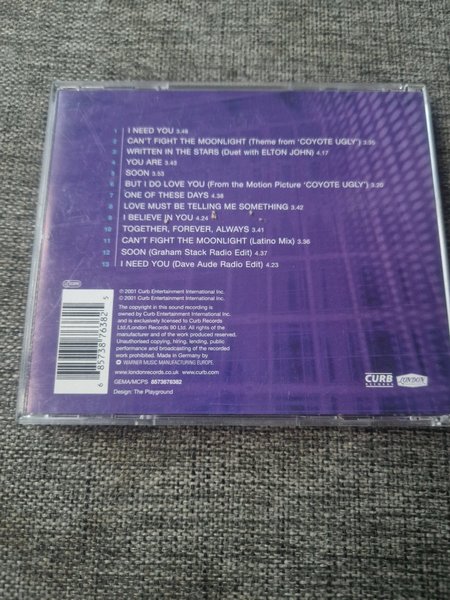 1 I NEED YOU 3.48
2 CAN'T FIGHT THE MOONLIGHT (Theme from 'COYOTE UGLY') 3.35
3 WRITTEN IN THE STARS (Duet with ELTON JOHN) 4.17
4 YOU ARE 3.43
5 SOON 3.53
6 BUT I DO LOVE YOU (From the Motion Picture 'COYOTE UGLY') 3.20
7 ONE OF THESE DAYS 4.38
8 LOVE MUST BE TELLING ME SOMETHING 3.42
9 I BELIEVE IN YOU 4.24
10 TOGETHER, FOREVER, ALWAYS 3.41
11 CAN'T FIGHT THE MOONLIGHT (Latino Mix) 3.36
12 SOON (Graham Stack Radio Edit) 4.37
13 I NEED YOU (Dave Aude Radio Edit) 4.23
℗ 2001 Curb Entertainment International Inc.
© 2001 Curb Entertainment International Inc.
The copyright in this sound recording is
owned by Curb Entertainment International Inc.
and is exclusively licensed to Curb Records
Ltd./London Records 90 Ltd. All rights of the
manufacturer and of the work produced reserved.
Unauthorised copying, hiring, lending, public
performance and broadcasting of the recorded
work prohibited. Made in Germany by
WARNER MUSIC MANUFACTURING EUROPE.
www.londonrecords.co.uk www.curb.com
GEMA/MCPS 8573876382
Design: The Playground
6 85738 76382 5
CURB
RECORDS
LONDON